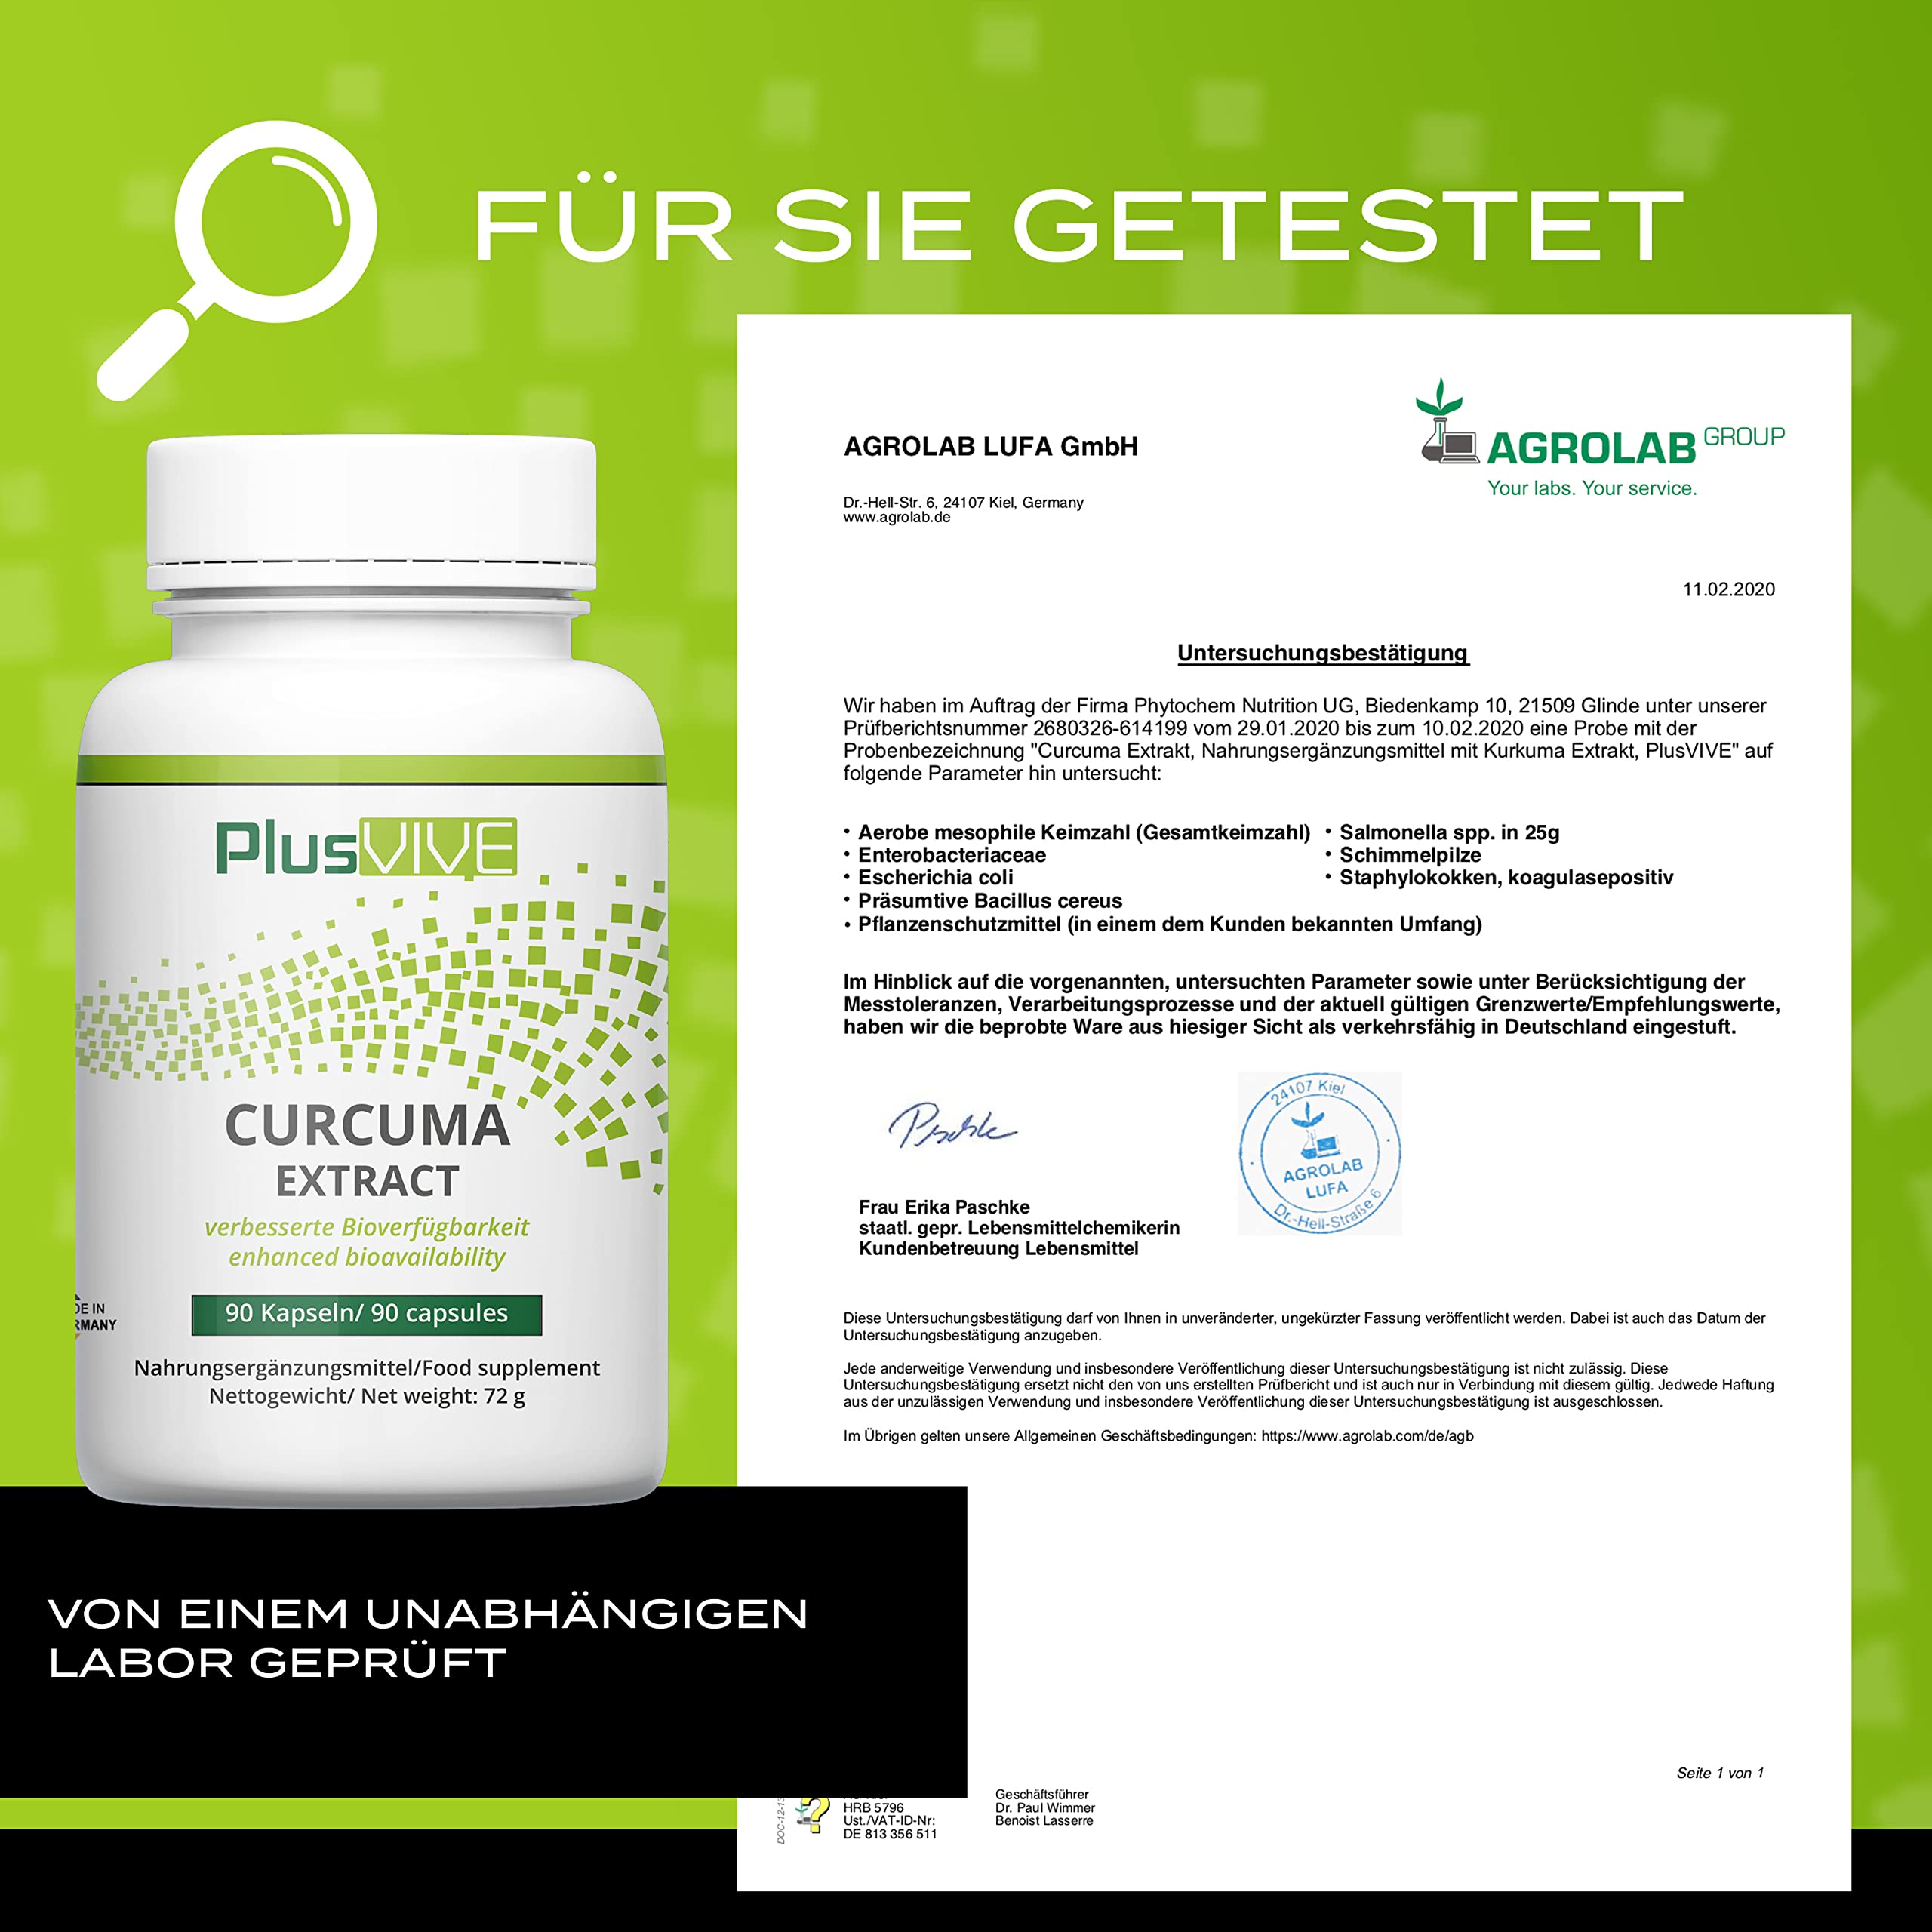 FÜR SIE GETESTET
AGROLAB LUFA GmbH
Dr.-Hell-Str. 6, 24107 Kiel, Germany
www.agrolab.de
AGROLAB GROUP
Your labs. Your service.
11.02.2020
Untersuchungsbestätigung
Wir haben im Auftrag der Firma Phytochem Nutrition UG, Biedenkamp 10, 21509 Glinde unter unserer
Prüfberichtsnummer 2680326-614199 vom 29.01.2020 bis zum 10.02.2020 eine Probe mit der
Probenbezeichnung "Curcuma Extrakt, Nahrungsergänzungsmittel mit Kurkuma Extrakt, PlusVIVE" auf
folgende Parameter hin untersucht:
• Aerobe mesophile Keimzahl (Gesamtkeimzahl) • Salmonella spp. in 25g
• Enterobacteriaceae • Schimmelpilze
• Escherichia coli • Staphylokokken, koagulasepositiv
• Präsumtive Bacillus cereus
• Pflanzenschutzmittel (in einem dem Kunden bekannten Umfang)
Im Hinblick auf die vorgenannten, untersuchten Parameter sowie unter Berücksichtigung der
Messtoleranzen, Verarbeitungsprozesse und der aktuell gültigen Grenzwerte/Empfehlungswerte,
haben wir die beprobte Ware aus hiesiger Sicht als verkehrsfähig in Deutschland eingestuft.
24107 Kiel
AGROLAB
LUFA
Dr.-Hell-Straße 6
Frau Erika Paschke
staatl. gepr. Lebensmittelchemikerin
Kundenbetreuung Lebensmittel
Diese Untersuchungsbestätigung darf von Ihnen in unveränderter, ungekürzter Fassung veröffentlicht werden. Dabei ist auch das Datum der
Untersuchungsbestätigung anzugeben.
Jede anderweitige Verwendung und insbesondere Veröffentlichung dieser Untersuchungsbestätigung ist nicht zulässig. Diese
Untersuchungsbestätigung ersetzt nicht den von uns erstellten Prüfbericht und ist auch nur in Verbindung mit diesem gültig. Jedwede Haftung
aus der unzulässigen Verwendung und insbesondere Veröffentlichung dieser Untersuchungsbestätigung ist ausgeschlossen.
Im Übrigen gelten unsere Allgemeinen Geschäftsbedingungen: https://www.agrolab.com/de/agb
Seite 1 von 1
HRB 5796
Ust./VAT-ID-Nr:
DE 813 356 511
Geschäftsführer
Dr. Paul Wimmer
Benoist Lasserre
PlusVIVE
CURCUMA
EXTRACT
verbesserte Bioverfügbarkeit
enhanced bioavailability
90 Kapseln/ 90 capsules
DE IN
RMANY
Nahrungsergänzungsmittel/Food supplement
Nettogewicht/ Net weight: 72 g
VON EINEM UNABHÄNGIGEN
LABOR GEPRÜFT